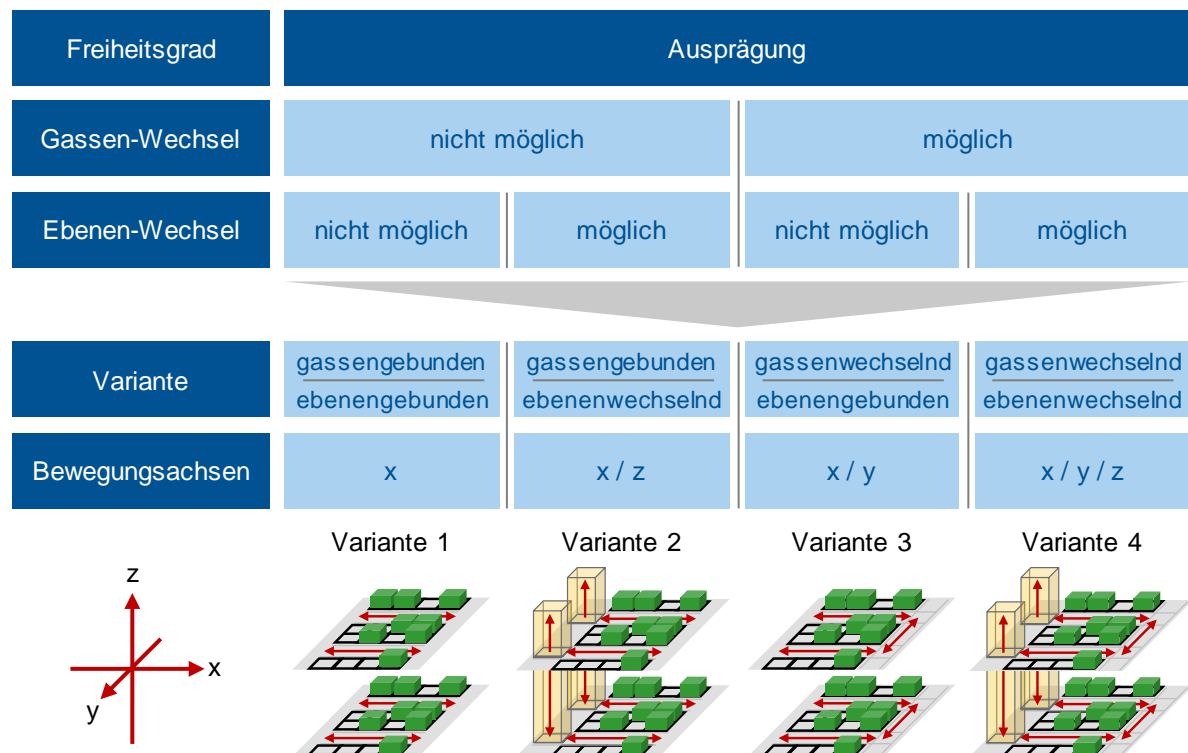 Freiheitsgrad Ausprägung
Gassen-Wechsel nicht möglich möglich
Ebenen-Wechsel nicht möglich möglich nicht möglich möglich
Variante
gassengebunden gassengebunden gassenwechselnd gassenwechselnd
ebenengebunden ebenenwechselnd ebenengebunden ebenenwechselnd
Bewegungsachsen x x / z x / y x / y / z
Variante 1 Variante 2 Variante 3 Variante 4
z
x
y